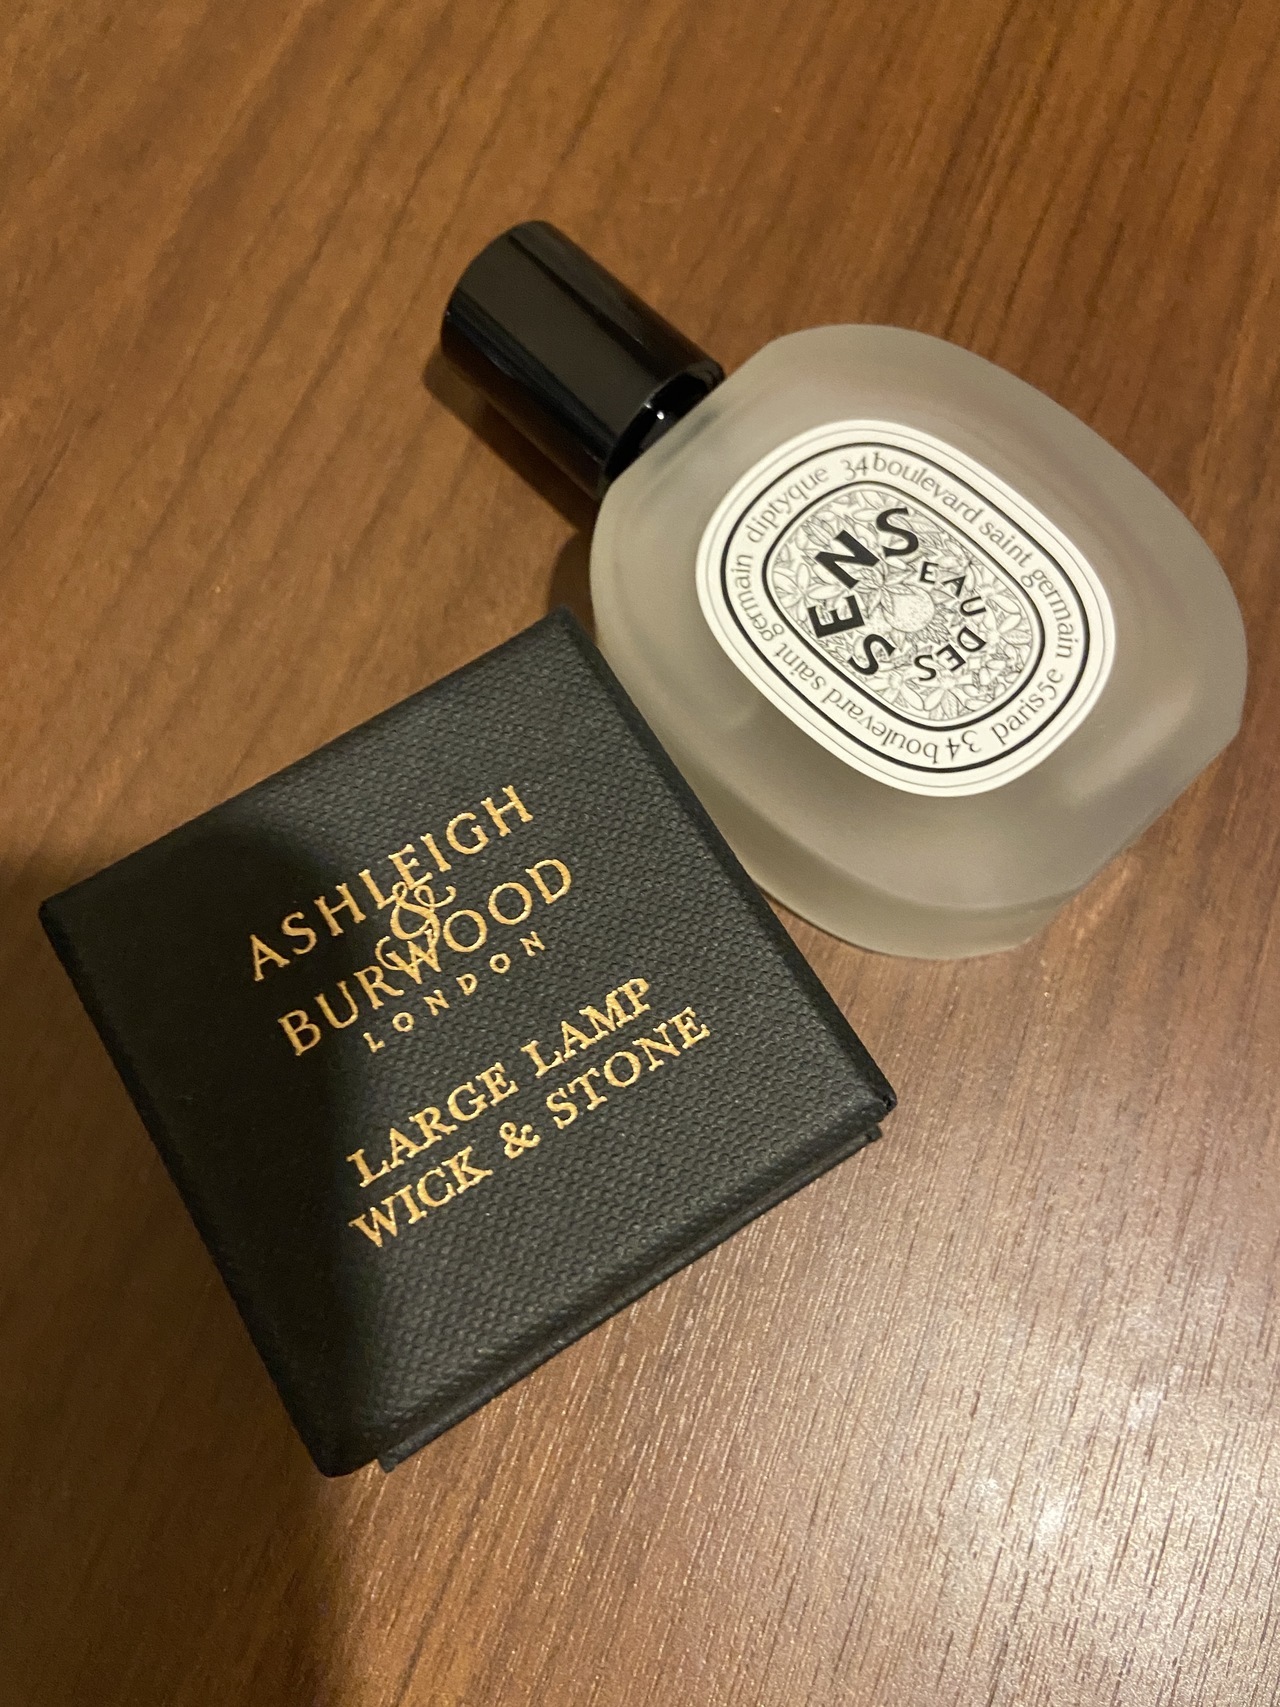 ASHLEIGH
&
BURWOOD
LONDON
LARGE LAMP
WICK & STONE
diptyque 34 boulevard saint germain paris5e 34 boulevard saint germain
EAU DES
SENS